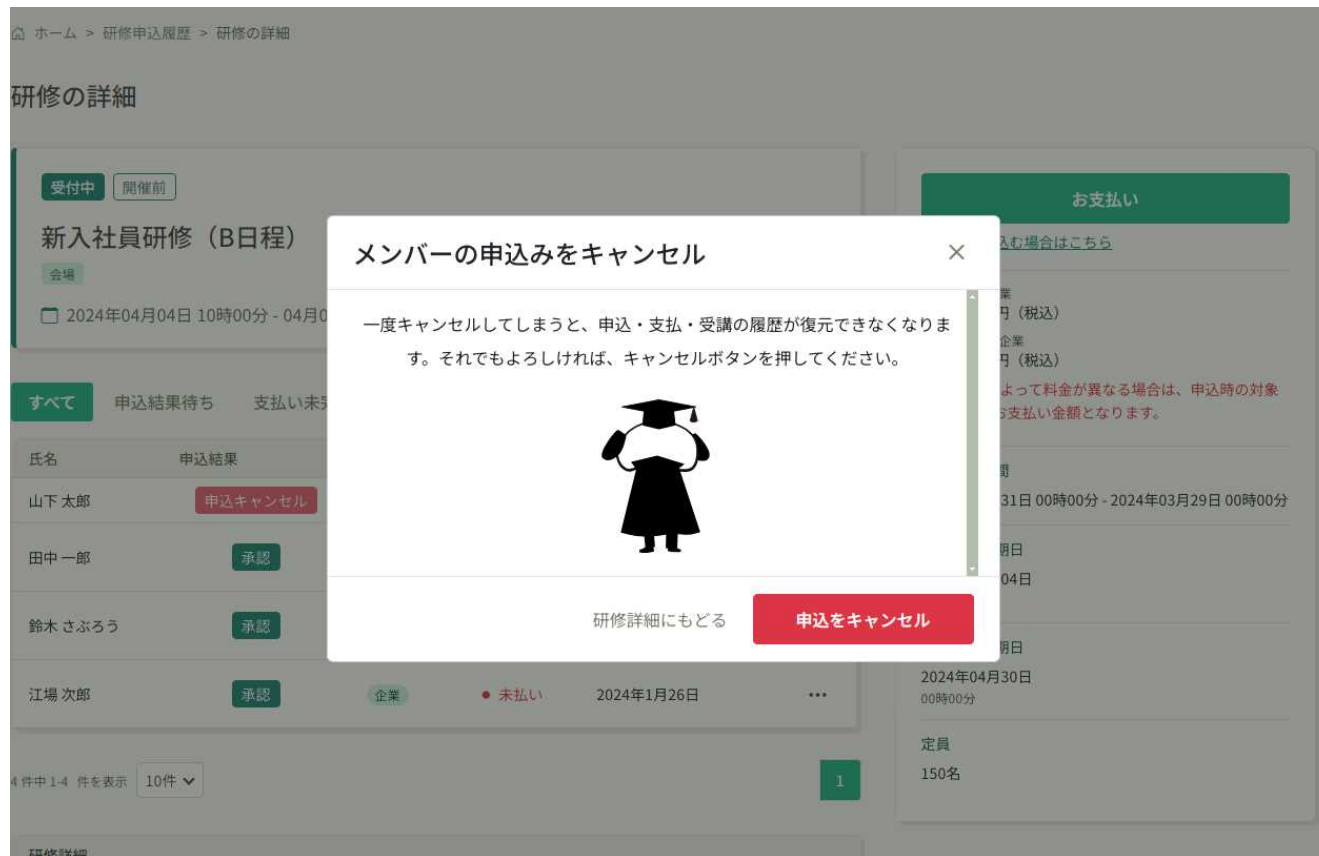 ホーム > 研修申込履歴 > 研修の詳細
研修の詳細
受付中 開催前
新入社員研修（B日程）
会場
2024年04月04日 10時00分 - 04月0
すべて 申込結果待ち 支払い未
氏名 申込結果
山下 太郎 申込キャンセル
田中 一郎 承認
鈴木 さぶろう 承認
江場 次郎 承認 企業 未払い 2024年1月26日 •••
4 件中 1-4 件を表示 10件 1
研修詳細
メンバーの申込みをキャンセル ×
一度キャンセルしてしまうと、申込・支払・受講の履歴が復元できなくなりま
す。それでもよろしければ、キャンセルボタンを押してください。
研修詳細にもどる 申込をキャンセル
お支払い
込む場合はこちら
業
円（税込）
企業
円（税込）
よって料金が異なる場合は、申込時の対象
お支払い金額となります。
間
31日 00時00分 - 2024年03月29日 00時00分
期日
04日
期日
2024年04月30日
00時00分
定員
150名